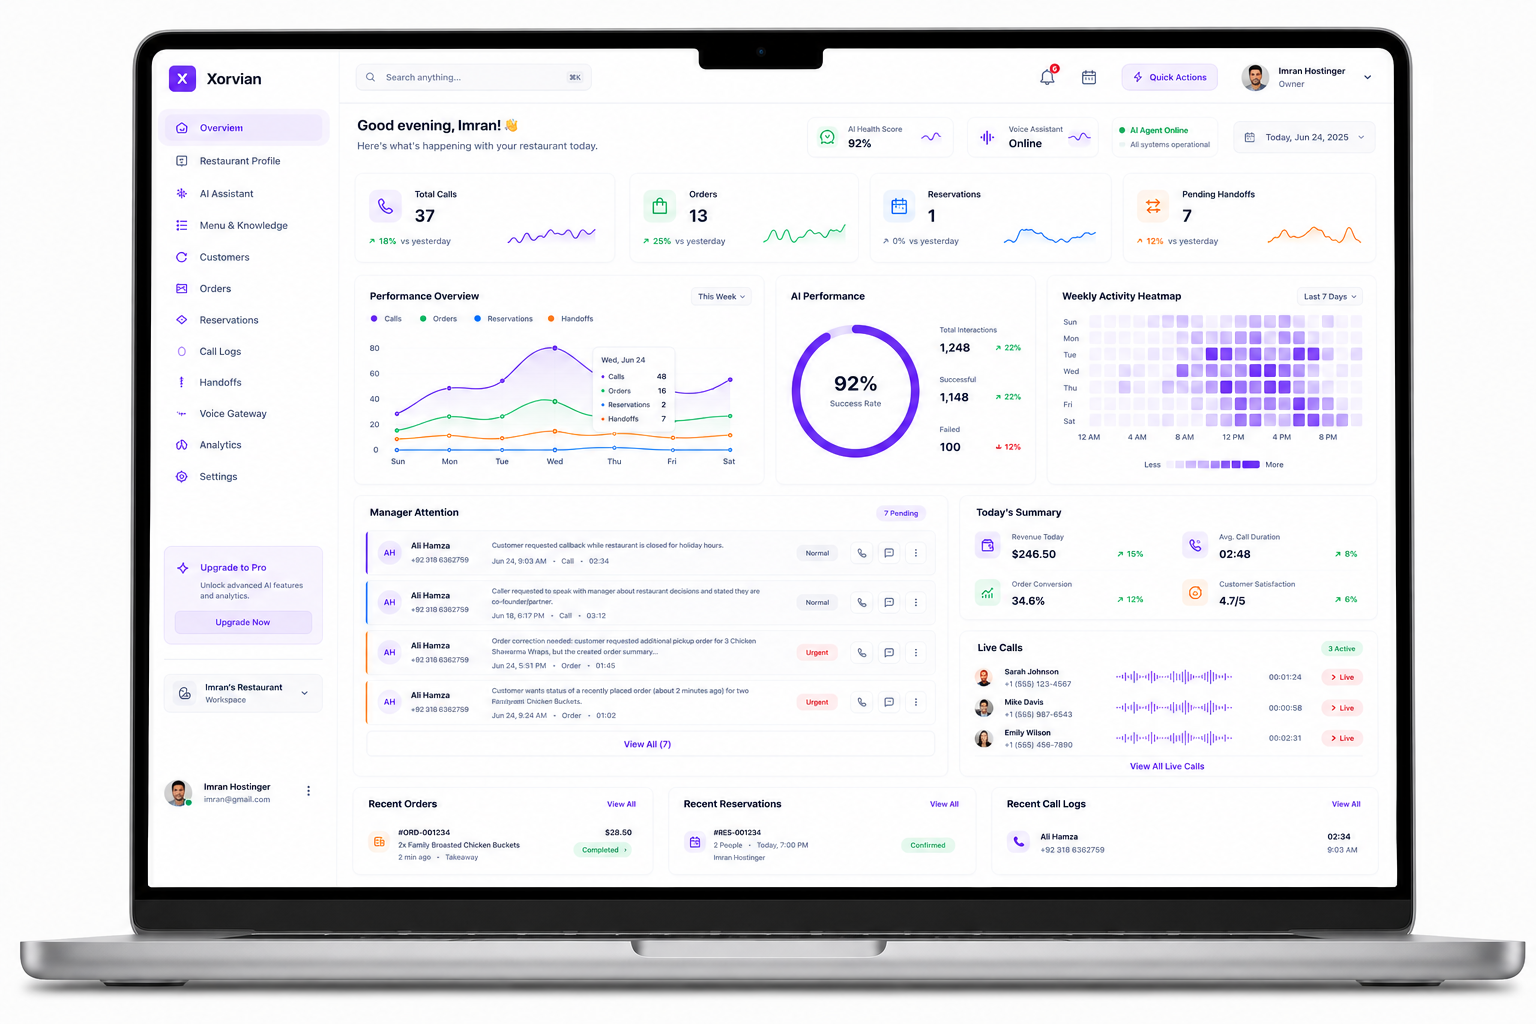 X Xorvian
Search anything... ⌘K
6
Quick Actions
Imran Hostinger
Owner
Overview
Restaurant Profile
AI Assistant
Menu & Knowledge
Customers
Orders
Reservations
Call Logs
Handoffs
Voice Gateway
Analytics
Settings
Upgrade to Pro
Unlock advanced AI features
and analytics.
Upgrade Now
Imran's Restaurant
Workspace
Imran Hostinger
imran@gmail.com
Good evening, Imran! 👋
Here's what's happening with your restaurant today.
AI Health Score
92%
Voice Assistant
Online
AI Agent Online
All systems operational
Today, Jun 24, 2025
Total Calls
37
↗ 18% vs yesterday
Orders
13
↗ 25% vs yesterday
Reservations
1
↗ 0% vs yesterday
Pending Handoffs
7
↗ 12% vs yesterday
Performance Overview
This Week
Calls Orders Reservations Handoffs
80
60
40
20
0
Sun Mon Tue Wed Thu Fri Sat
Wed, Jun 24
• Calls 48
• Orders 16
• Reservations 2
• Handoffs 7
AI Performance
92%
Success Rate
Total Interactions
1,248 ↗ 22%
Successful
1,148 ↗ 22%
Failed
100 ↓ 12%
Weekly Activity Heatmap
Last 7 Days
Sun
Mon
Tue
Wed
Thu
Fri
Sat
12 AM 4 AM 8 AM 12 PM 4 PM 8 PM
Less More
Manager Attention
7 Pending
AH Ali Hamza
+92 318 6362759
Customer requested callback while restaurant is closed for holiday hours.
Jun 24, 9:03 AM • Call • 02:34
Normal
AH Ali Hamza
+92 318 6362759
Caller requested to speak with manager about restaurant decisions and stated they are
co-founder/partner.
Jun 18, 6:17 PM • Call • 03:12
Normal
AH Ali Hamza
+92 318 6362759
Order correction needed: customer requested additional pickup order for 3 Chicken
Shawarma Wraps, but the created order summary...
Jun 24, 5:51 PM • Order • 01:45
Urgent
AH Ali Hamza
+92 318 6362759
Customer wants status of a recently placed order (about 2 minutes ago) for two
Chicken Buckets.
Jun 24, 9:24 AM • Order • 01:02
Urgent
View All (7)
Today's Summary
Revenue Today
$246.50 ↗ 15%
Avg. Call Duration
02:48 ↗ 8%
Order Conversion
34.6% ↗ 12%
Customer Satisfaction
4.7/5 ↗ 6%
Live Calls
3 Active
Sarah Johnson
+1 (555) 123-4567
00:01:24
Live
Mike Davis
+1 (555) 987-6543
00:00:58
Live
Emily Wilson
+1 (555) 456-7890
00:02:31
Live
View All Live Calls
Recent Orders View All
#ORD-001234 $28.50
2x Family Broasted Chicken Buckets
2 min ago • Takeaway
Completed ›
Recent Reservations View All
#RES-001234
2 People • Today, 7:00 PM
Imran Hostinger
Confirmed
Recent Call Logs View All
Ali Hamza 02:34
+92 318 6362759 9:03 AM